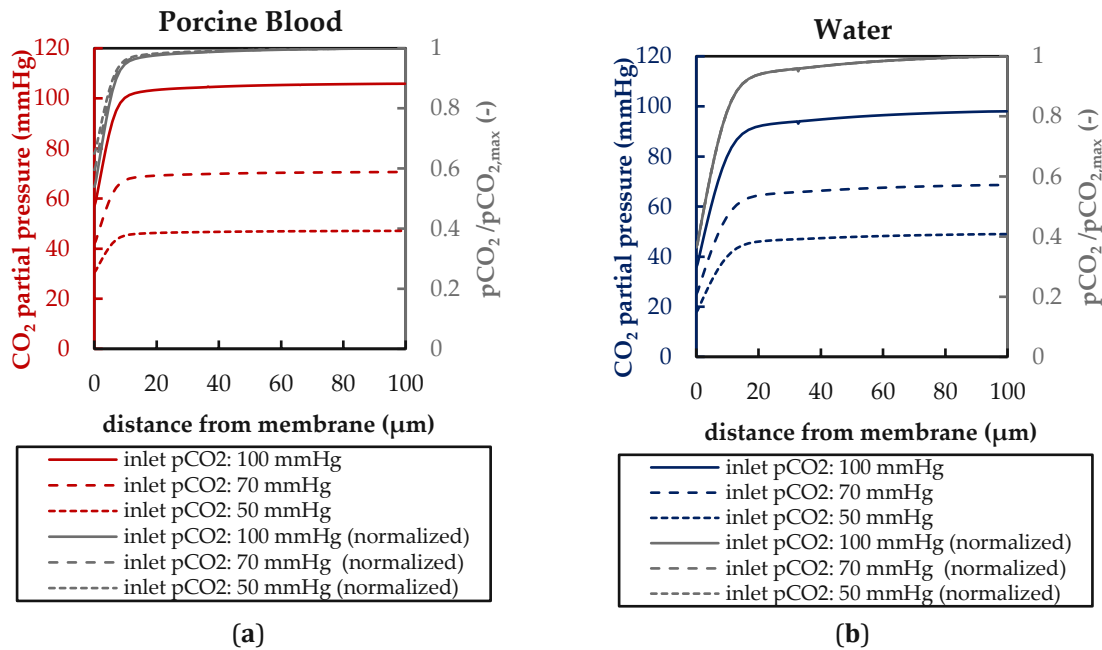 Porcine Blood
CO₂ partial pressure (mmHg)
120
100
80
60
40
20
0
1
0.8
0.6
0.4
0.2
0
pCO₂ /pCO₂,max (-)
0 20 40 60 80 100
distance from membrane (µm)
inlet pCO2: 100 mmHg
inlet pCO2: 70 mmHg
inlet pCO2: 50 mmHg
inlet pCO2: 100 mmHg (normalized)
inlet pCO2: 70 mmHg (normalized)
inlet pCO2: 50 mmHg (normalized)
(a)
Water
CO₂ partial pressure (mmHg)
120
100
80
60
40
20
0
1
0.8
0.6
0.4
0.2
0
pCO₂ /pCO₂,max (-)
0 20 40 60 80 100
distance from membrane (µm)
inlet pCO2: 100 mmHg
inlet pCO2: 70 mmHg
inlet pCO2: 50 mmHg
inlet pCO2: 100 mmHg (normalized)
inlet pCO2: 70 mmHg (normalized)
inlet pCO2: 50 mmHg (normalized)
(b)